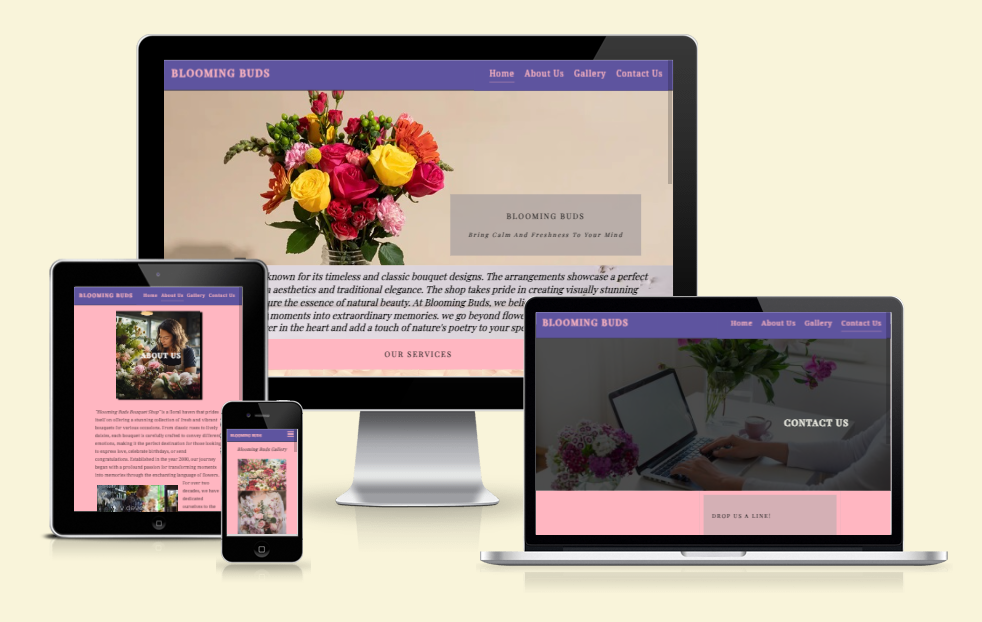 BLOOMING BUDS
Home About Us Gallery Contact Us
BLOOMING BUDS
Bring Calm And Freshness To Your Mind
known for its timeless and classic bouquet designs. The arrangements showcase a perfect
aesthetics and traditional elegance. The shop takes pride in creating visually stunning
ure the essence of natural beauty. At Blooming Buds, we beli
moments into extraordinary memories. we go beyond flowe
er in the heart and add a touch of nature's poetry to your spe
OUR SERVICES
BLOOMING BUDS
Home About Us Gallery Contact Us
ABOUT US
"Blooming Buds Bouquet Shop" is a floral haven that prides
itself on offering a stunning collection of fresh and vibrant
bouquets for various occasions. From classic roses to lively
daisies, each bouquet is carefully crafted to convey different
emotions, making it the perfect destination for those looking
to express love, celebrate birthdays, or send
congratulations. Established in the year 2000, our journey
began with a profound passion for transforming moments
into memories through the enchanting language of flowers.
For over two
decades, we have
dedicated
ourselves to the
BLOOMING BUDS
Blooming Buds Gallery
BLOOMING BUDS
Home About Us Gallery Contact Us
CONTACT US
DROP US A LINE!